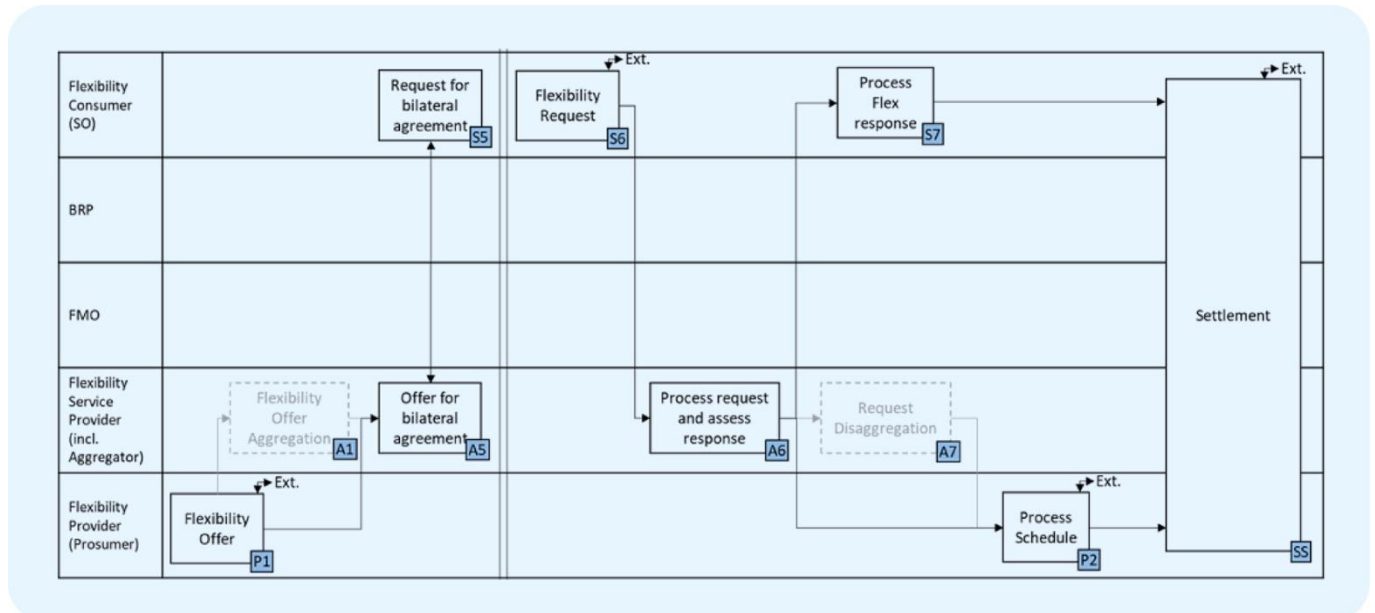 Flexibility
Consumer
(SO)
Request for
bilateral
agreement
S5
Ext.
Flexibility
Request
S6
Process
Flex
response
S7
Ext.
BRP
FMO
Settlement
SS
Flexibility
Service
Provider
(incl.
Aggregator)
Flexibility
Offer
Aggregation
A1
Offer for
bilateral
agreement
A5
Process request
and assess
response
A6
Request
Disaggregation
A7
Flexibility
Provider
(Prosumer)
Ext.
Flexibility
Offer
P1
Ext.
Process
Schedule
P2